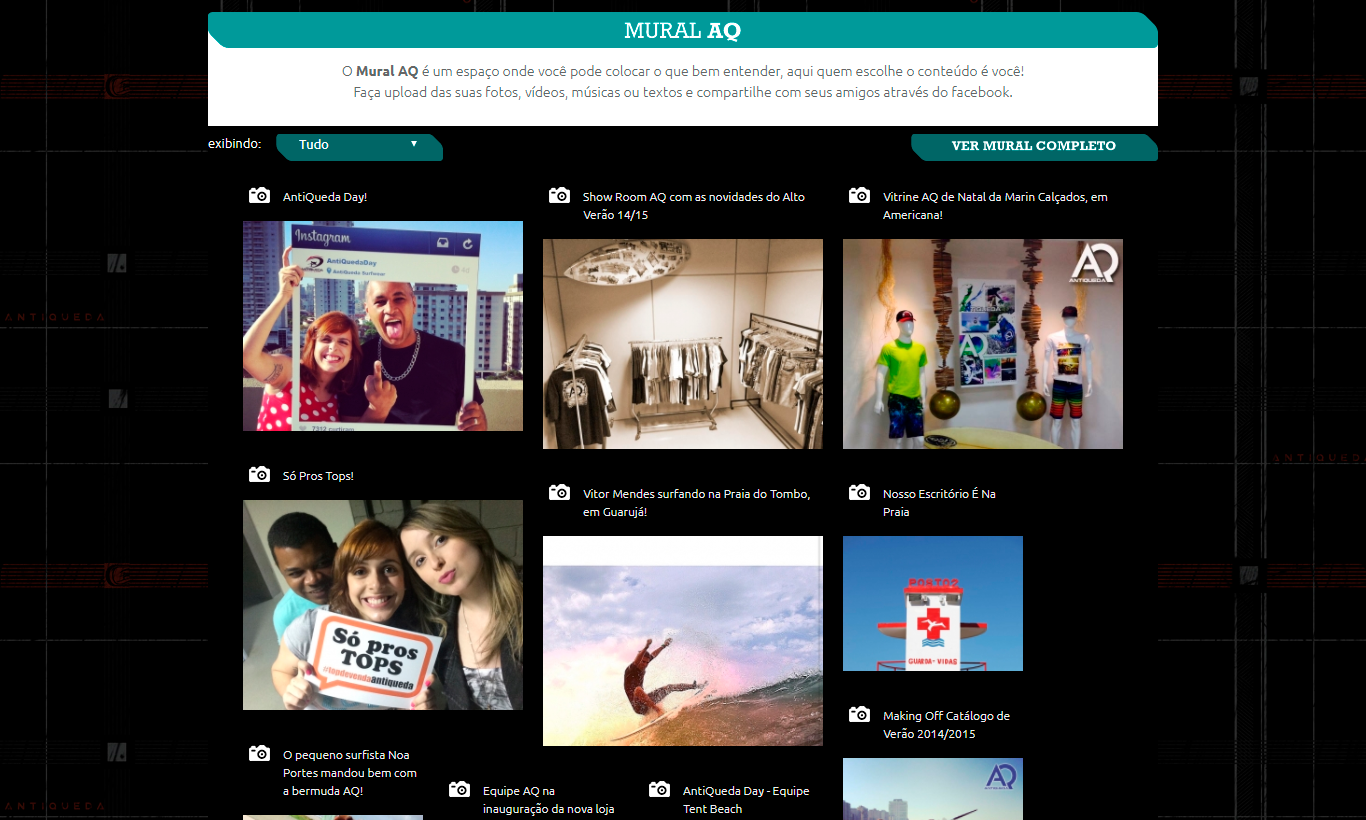 MURAL AQ
O Mural AQ é um espaço onde você pode colocar o que bem entender, aqui quem escolhe o conteúdo é você!
Faça upload das suas fotos, vídeos, músicas ou textos e compartilhe com seus amigos através do facebook.
exibindo:
Tudo
VER MURAL COMPLETO
AntiQueda Day!
Instagram
AntiQuedaDay
AntiQueda Surfwear
7312 curtiram
Show Room AQ com as novidades do Alto
Verão 14/15
AQ
Vitrine AQ de Natal da Marin Calçados, em
Americana!
AQ
ANTIQUEDA
AQ
Só Pros Tops!
Só pros
TOPS
#topdevendaantiqueda
Vitor Mendes surfando na Praia do Tombo,
em Guarujá!
Nosso Escritório É Na
Praia
POSTO2
GUARDA-VIDAS
Making Off Catálogo de
Verão 2014/2015
AQ
O pequeno surfista Noa
Portes mandou bem com
a bermuda AQ!
Equipe AQ na
inauguração da nova loja
AntiQueda Day - Equipe
Tent Beach
ANTIQUEDA
ANTIQUEDA
ANTIQUEDA